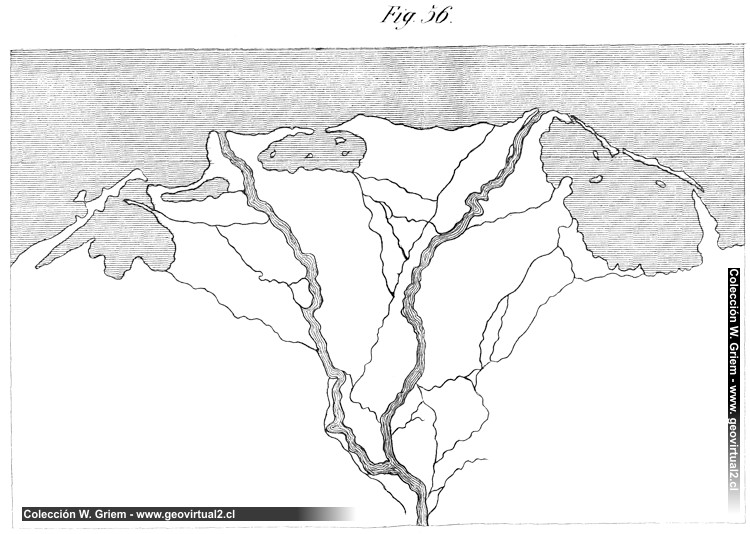 Fig. 56.
Colección W. Griem - www. geovirtual2.cl
Colección W. Griem - www.geovirtual2.cl